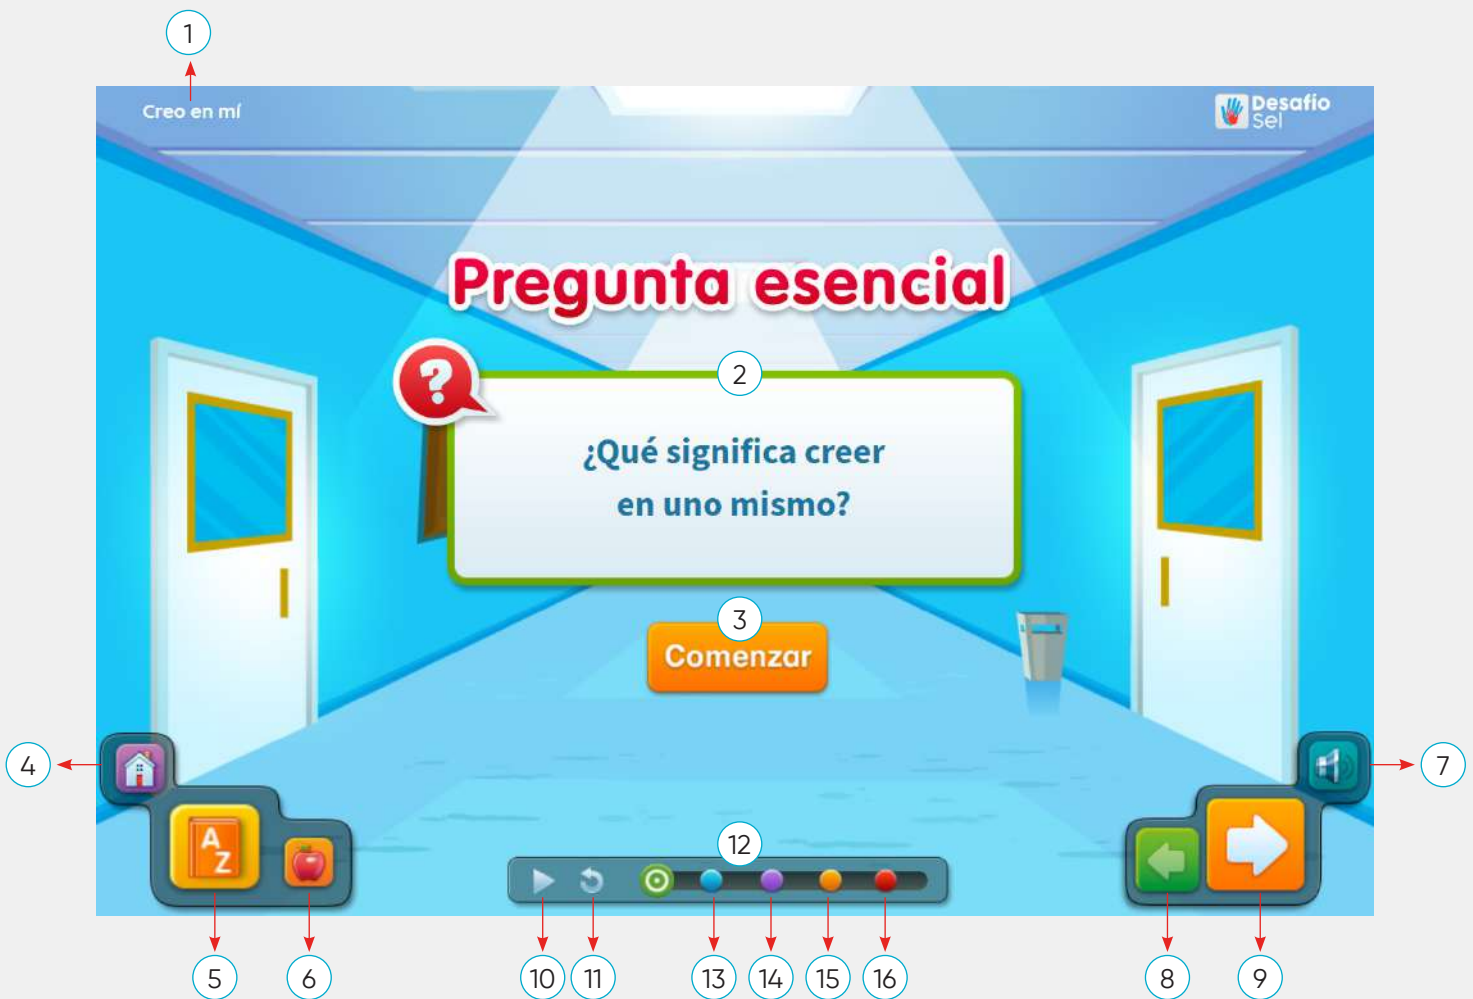 1
Creo en mí
Desafío
Sel
Pregunta esencial
?
2
¿Qué significa creer
en uno mismo?
3
Comenzar
4
7
A
Z
12
5
6
10
11
13
14
15
16
8
9